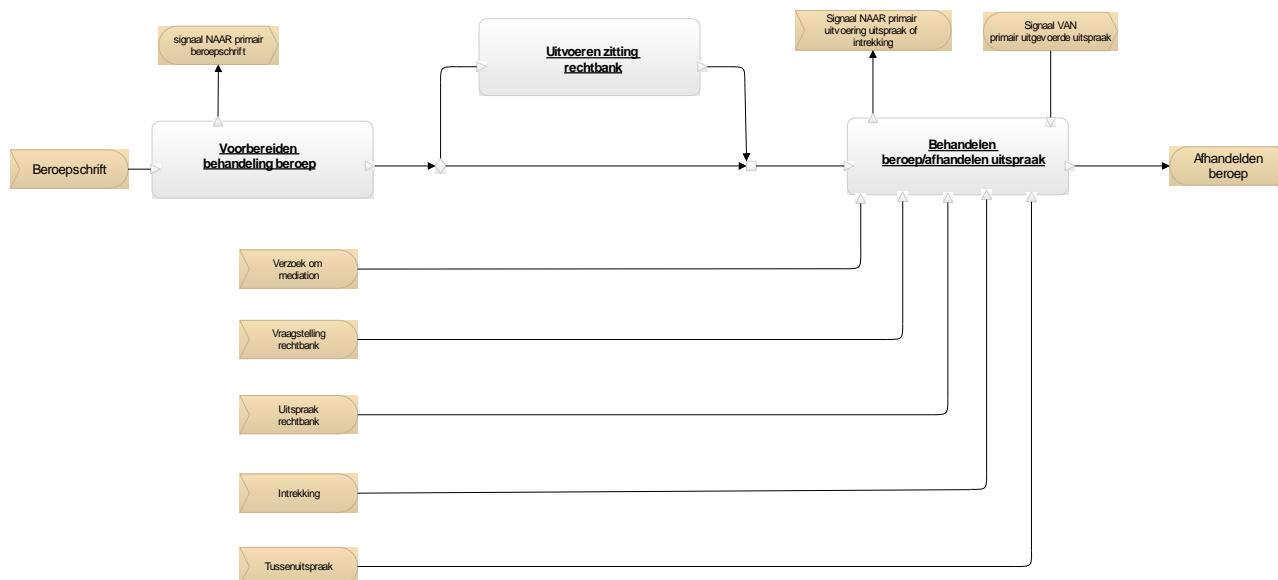 signaal NAAR primair
beroepschrift
Uitvoeren zitting
rechtbank
Signaal NAAR primair
uitvoering uitspraak of
intrekking
Signaal VAN
primair uitgevoerde uitspraak
Beroepschrift
Voorbereiden
behandeling beroep
Behandelen
beroep/afhandelen uitspraak
Afhandelden
beroep
Verzoek om
mediation
Vraagstelling
rechtbank
Uitspraak
rechtbank
Intrekking
Tussenuitspraak